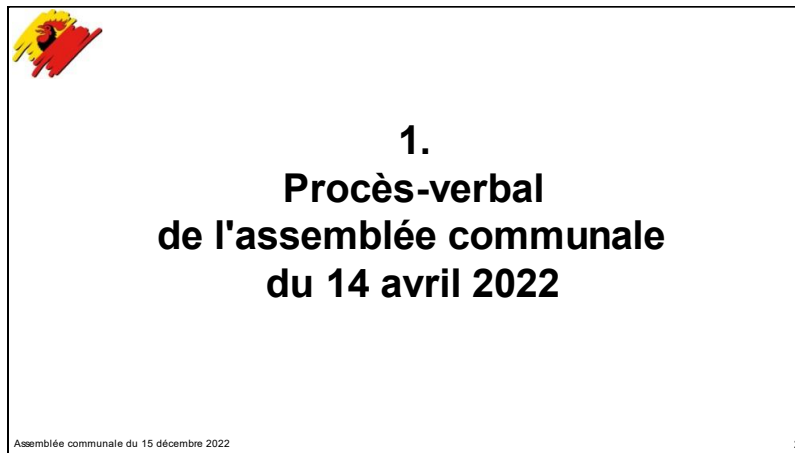 1.
Procès-verbal
de l'assemblée communale
du 14 avril 2022
Assemblée communale du 15 décembre 2022